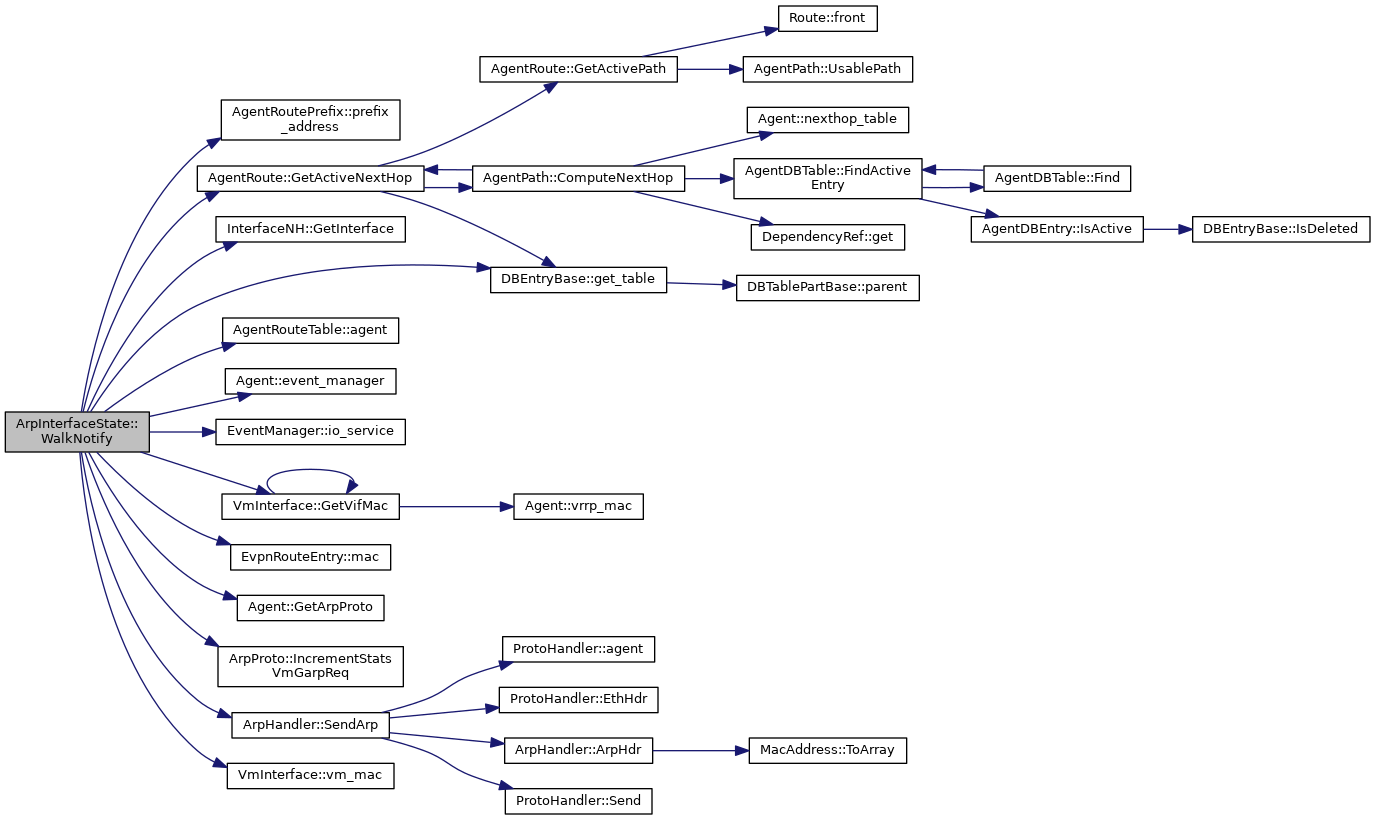 Route::front
AgentRoute::GetActivePath
AgentPath::UsablePath
AgentRoutePrefix::prefix
_address
Agent::nexthop_table
AgentRoute::GetActiveNextHop
AgentPath::ComputeNextHop
AgentDBTable::FindActive
Entry
AgentDBTable::Find
InterfaceNH::GetInterface
DependencyRef::get
AgentDBEntry::IsActive
DBEntryBase::IsDeleted
DBEntryBase::get_table
DBTablePartBase::parent
AgentRouteTable::agent
Agent::event_manager
ArpInterfaceState::
WalkNotify
EventManager::io_service
VmInterface::GetVifMac
Agent::vrrp_mac
EvpnRouteEntry::mac
Agent::GetArpProto
ArpProto::IncrementStats
VmGarpReq
ProtoHandler::agent
ProtoHandler::EthHdr
ArpHandler::SendArp
ArpHandler::ArpHdr
MacAddress::ToArray
VmInterface::vm_mac
ProtoHandler::Send